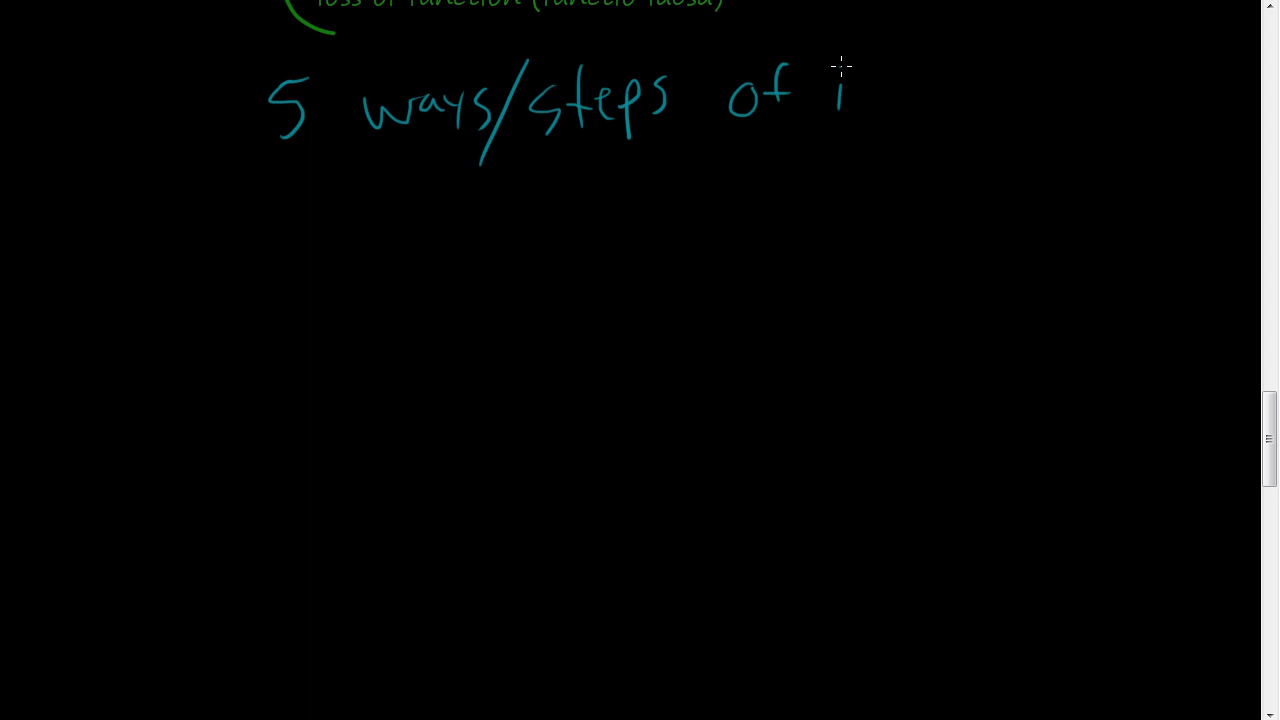 loss of function (functio laesa)
5 ways/steps of i